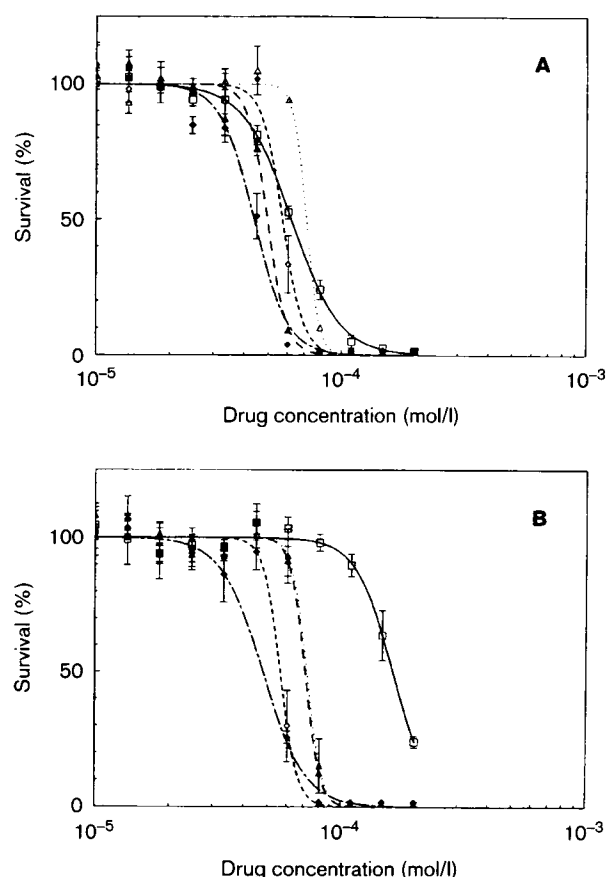 A
Survival (%)
100
50
0
10⁻⁵
10⁻⁴
10⁻³
Drug concentration (mol/l)
B
Survival (%)
100
50
0
10⁻⁵
10⁻⁴
10⁻³
Drug concentration (mol/l)